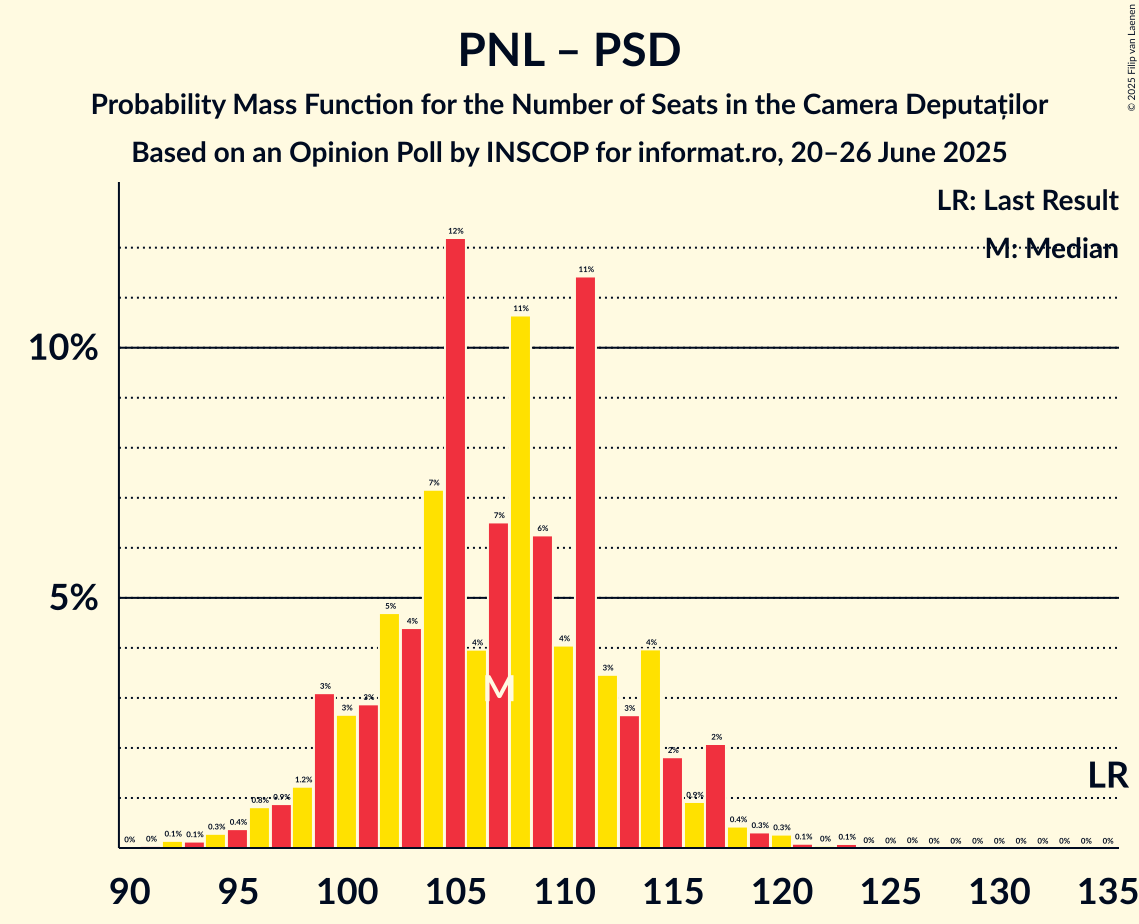 PNL – PSD
Probability Mass Function for the Number of Seats in the Camera Deputaților
Based on an Opinion Poll by INSCOP for informat.ro, 20–26 June 2025
© 2025 Filip van Laenen
LR: Last Result
M: Median
10%
5%
0% 0% 0.1% 0.1% 0.3% 0.4% 0.8% 0.9% 1.2% 3% 3% 3% 5% 4% 7% 12% 4% 7% 11% 6% 4% 11% 3% 3% 4% 2% 0.9% 2% 0.4% 0.3% 0.3% 0.1% 0% 0.1% 0% 0% 0% 0% 0% 0% 0% 0% 0% 0% 0% 0%
M
LR
90 95 100 105 110 115 120 125 130 135